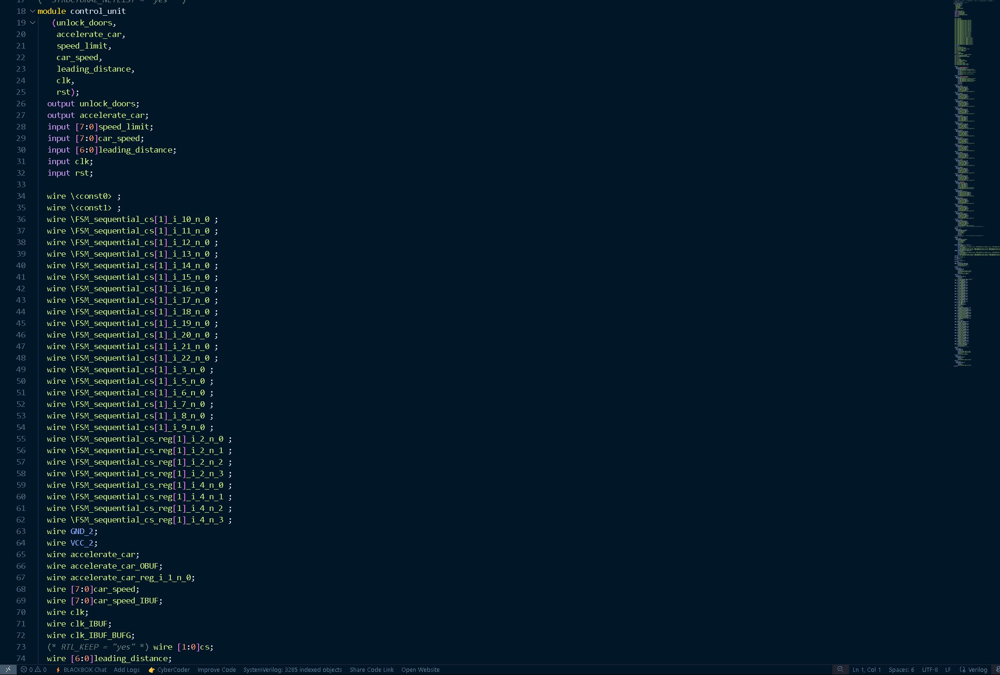 17 (* STRUCTURAL_NETLIST = "yes" *)
18 module control_unit
19 (unlock_doors,
20 accelerate_car,
21 speed_limit,
22 car_speed,
23 leading_distance,
24 clk,
25 rst);
26 output unlock_doors;
27 output accelerate_car;
28 input [7:0]speed_limit;
29 input [7:0]car_speed;
30 input [6:0]leading_distance;
31 input clk;
32 input rst;
33
34 wire \<const0> ;
35 wire \<const1> ;
36 wire \FSM_sequential_cs[1]_i_10_n_0 ;
37 wire \FSM_sequential_cs[1]_i_11_n_0 ;
38 wire \FSM_sequential_cs[1]_i_12_n_0 ;
39 wire \FSM_sequential_cs[1]_i_13_n_0 ;
40 wire \FSM_sequential_cs[1]_i_14_n_0 ;
41 wire \FSM_sequential_cs[1]_i_15_n_0 ;
42 wire \FSM_sequential_cs[1]_i_16_n_0 ;
43 wire \FSM_sequential_cs[1]_i_17_n_0 ;
44 wire \FSM_sequential_cs[1]_i_18_n_0 ;
45 wire \FSM_sequential_cs[1]_i_19_n_0 ;
46 wire \FSM_sequential_cs[1]_i_20_n_0 ;
47 wire \FSM_sequential_cs[1]_i_21_n_0 ;
48 wire \FSM_sequential_cs[1]_i_22_n_0 ;
49 wire \FSM_sequential_cs[1]_i_3_n_0 ;
50 wire \FSM_sequential_cs[1]_i_5_n_0 ;
51 wire \FSM_sequential_cs[1]_i_6_n_0 ;
52 wire \FSM_sequential_cs[1]_i_7_n_0 ;
53 wire \FSM_sequential_cs[1]_i_8_n_0 ;
54 wire \FSM_sequential_cs[1]_i_9_n_0 ;
55 wire \FSM_sequential_cs_reg[1]_i_2_n_0 ;
56 wire \FSM_sequential_cs_reg[1]_i_2_n_1 ;
57 wire \FSM_sequential_cs_reg[1]_i_2_n_2 ;
58 wire \FSM_sequential_cs_reg[1]_i_2_n_3 ;
59 wire \FSM_sequential_cs_reg[1]_i_4_n_0 ;
60 wire \FSM_sequential_cs_reg[1]_i_4_n_1 ;
61 wire \FSM_sequential_cs_reg[1]_i_4_n_2 ;
62 wire \FSM_sequential_cs_reg[1]_i_4_n_3 ;
63 wire GND_2;
64 wire VCC_2;
65 wire accelerate_car;
66 wire accelerate_car_OBUF;
67 wire accelerate_car_reg_i_1_n_0;
68 wire [7:0]car_speed;
69 wire [7:0]car_speed_IBUF;
70 wire clk;
71 wire clk_IBUF;
72 wire clk_IBUF_BUFG;
73 (* RTL_KEEP = "yes" *) wire [1:0]cs;
74 wire [6:0]leading_distance;
0 0 BLACKBOX Chat Add Logs CyberCoder Improve Code SystemVerilog: 3285 indexed objects Share Code Link Open Website Ln 1, Col 1 Spaces: 6 UTF-8 LF Verilog